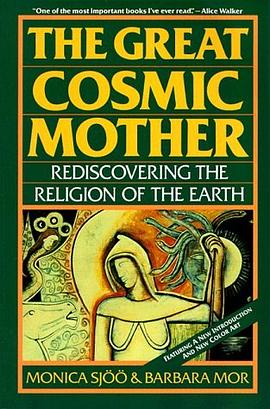 "One of the most important books I've ever read." – Alice Walker
THE GREAT
COSMIC
MOTHER
REDISCOVERING THE
RELIGION OF THE EARTH
FEATURING A NEW INTRODUCTION
AND NEW COLOR ART
MONICA SJÖÖ & BARBARA MOR